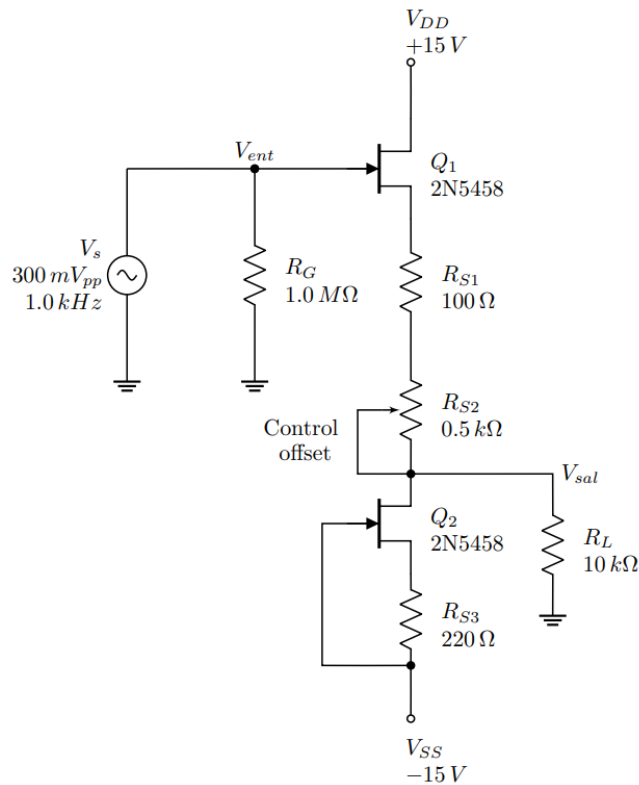 V_DD
+15 V
V_ent
Q_1
2N5458
V_s
300 mV_pp
1.0 kHz
R_G
1.0 MΩ
R_S1
100 Ω
R_S2
0.5 kΩ
Control
offset
V_sal
Q_2
2N5458
R_L
10 kΩ
R_S3
220 Ω
V_SS
−15 V